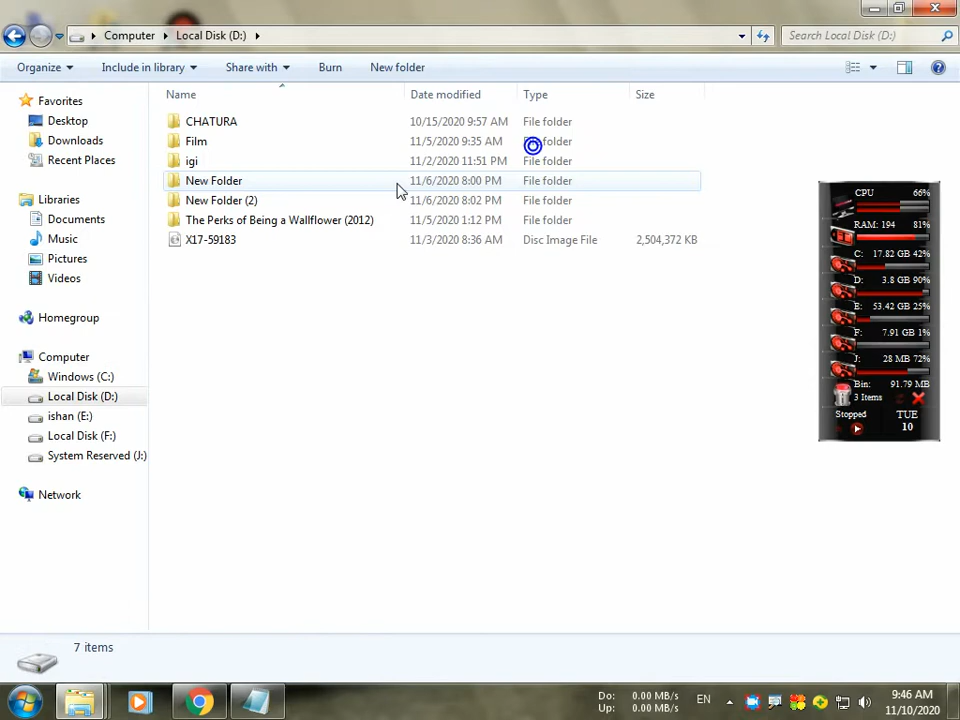 Computer Local Disk (D:) Search Local Disk (D:)
Organize Include in library Share with Burn New folder
Name Date modified Type Size
Favorites
Desktop
Downloads
Recent Places
Libraries
Documents
Music
Pictures
Videos
Homegroup
Computer
Windows (C:)
Local Disk (D:)
ishan (E:)
Local Disk (F:)
System Reserved (J:)
Network
CHATURA 10/15/2020 9:57 AM File folder
Film 11/5/2020 9:35 AM folder
igi 11/2/2020 11:51 PM File folder
New Folder 11/6/2020 8:00 PM File folder
New Folder (2) 11/6/2020 8:02 PM File folder
The Perks of Being a Wallflower (2012) 11/5/2020 1:12 PM File folder
X17-59183 11/3/2020 8:36 AM Disc Image File 2,504,372 KB
CPU 66%
RAM: 194 81%
C: 17.82 GB 42%
D: 3.8 GB 90%
E: 53.42 GB 25%
F: 7.91 GB 1%
J: 28 MB 72%
Bin: 91.79 MB
3 Items
Stopped TUE
10
7 items
Do: 0.00 MB/s
Up: 0.00 MB/s
EN
9:46 AM
11/10/2020